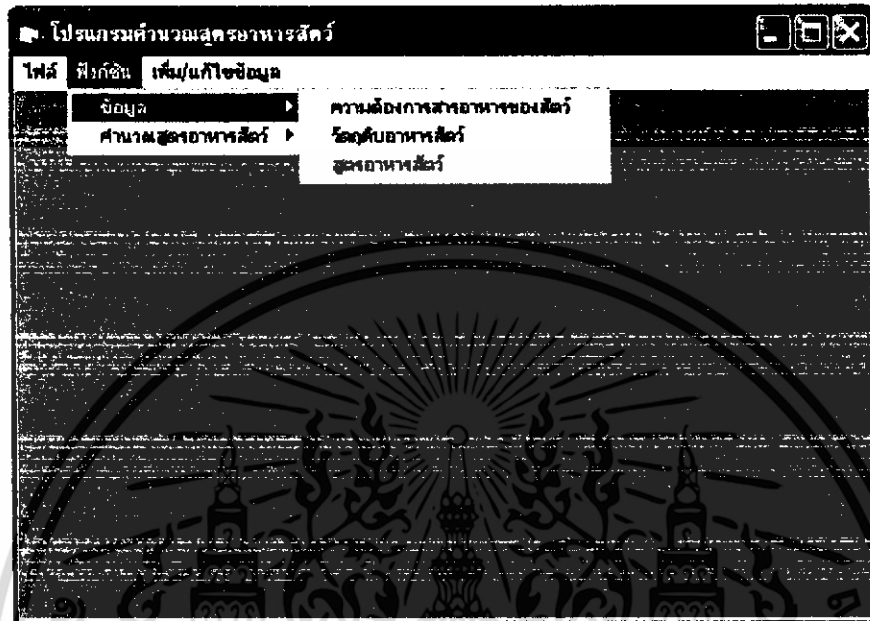 โปรแกรมคำนวณสูตรอาหารสัตว์
ไฟล์ ฟังก์ชัน เพิ่ม/แก้ไขข้อมูล
ข้อมูล ความต้องการสารอาหารของสัตว์
คำนวณสูตรอาหารสัตว์ วัตถุดิบอาหารสัตว์
สูตรอาหารสัตว์